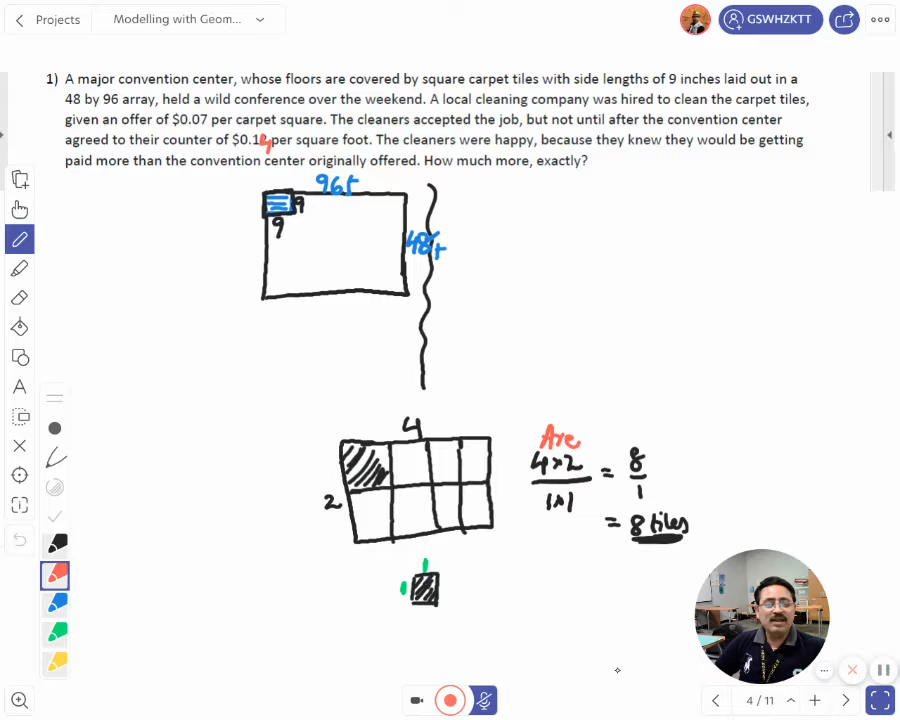 Projects
Modelling with Geom...
GSWHZKTT
1) A major convention center, whose floors are covered by square carpet tiles with side lengths of 9 inches laid out in a
48 by 96 array, held a wild conference over the weekend. A local cleaning company was hired to clean the carpet tiles,
given an offer of $0.07 per carpet square. The cleaners accepted the job, but not until after the convention center
agreed to their counter of $0.14 per square foot. The cleaners were happy, because they knew they would be getting
paid more than the convention center originally offered. How much more, exactly?
96t
9
9
48t
4
2
Are
4×2
1×1
= 8
1
= 8 tiles
1
1
A
4 / 11